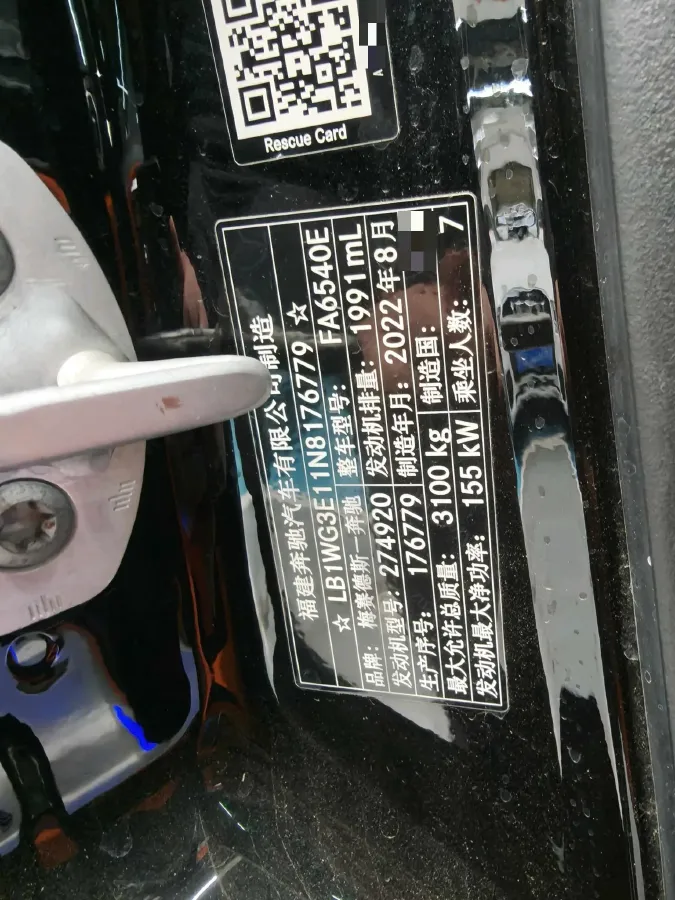 A
Rescue Card
福建奔驰汽车有限公司制造
☆ LB1WG3E11N8176779 ☆
品牌: 梅赛德斯—奔驰 整车型号: FA6540E
发动机型号: 274920 发动机排量: 1991mL
生产序号: 176779 制造年月: 2022年8月
最大允许总质量: 3100 kg 制造国:
发动机最大净功率: 155 kW 乘坐人数: 7